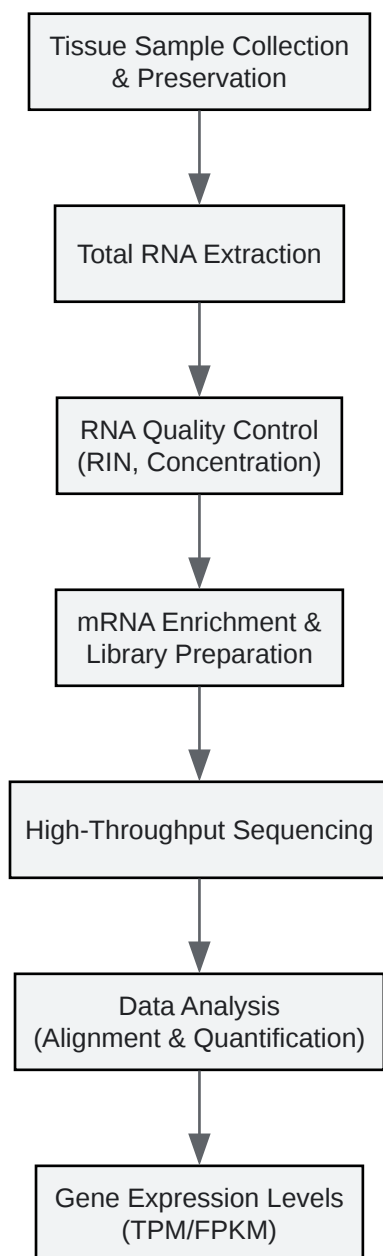 Tissue Sample Collection
& Preservation
Total RNA Extraction
RNA Quality Control
(RIN, Concentration)
mRNA Enrichment &
Library Preparation
High-Throughput Sequencing
Data Analysis
(Alignment & Quantification)
Gene Expression Levels
(TPM/FPKM)